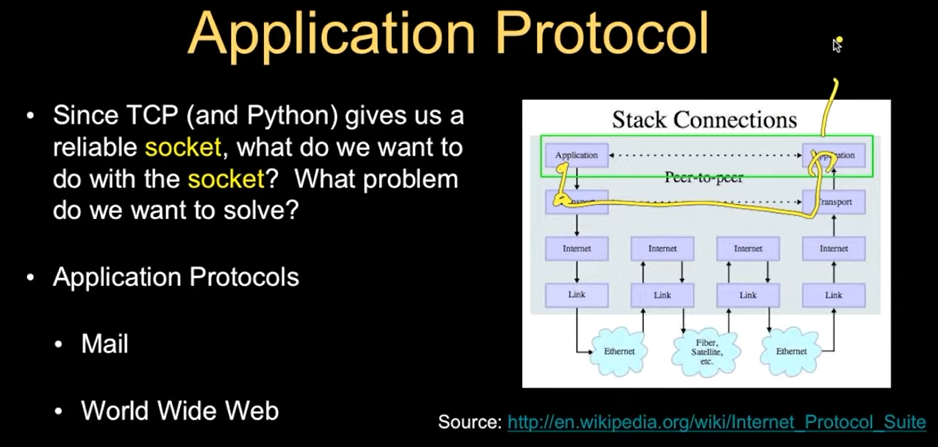 Application Protocol
• Since TCP (and Python) gives us a
reliable socket, what do we want to
do with the socket? What problem
do we want to solve?
• Application Protocols
• Mail
• World Wide Web
Stack Connections
Application
Application
Peer-to-peer
Transport
Transport
Internet
Internet
Internet
Internet
Link
Link
Link
Link
Ethernet
Fiber,
Satellite,
etc.
Ethernet
Source: http://en.wikipedia.org/wiki/Internet_Protocol_Suite